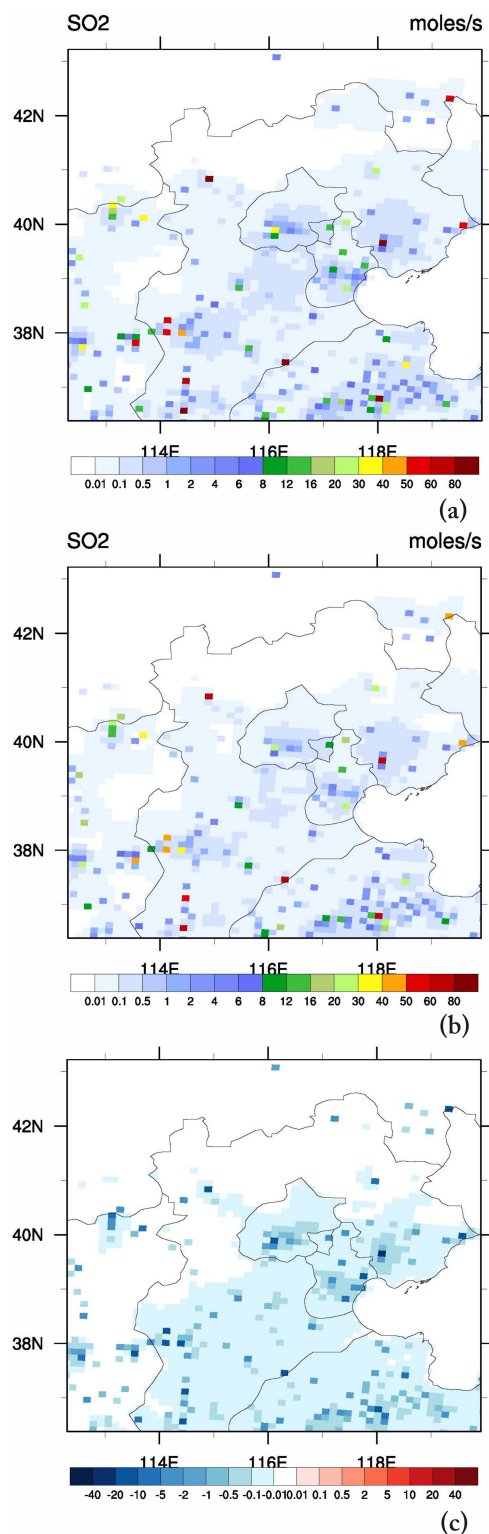 SO2 moles/s
42N
40N
38N
114E 116E 118E
0.01 0.1 0.5 1 2 4 6 8 12 16 20 30 40 50 60 80
(a)
SO2 moles/s
42N
40N
38N
114E 116E 118E
0.01 0.1 0.5 1 2 4 6 8 12 16 20 30 40 50 60 80
(b)
42N
40N
38N
114E 116E 118E
-40 -20 -10 -5 -2 -1 -0.5 -0.1 -0.01 0.01 0.1 0.5 2 5 10 20 40
(c)